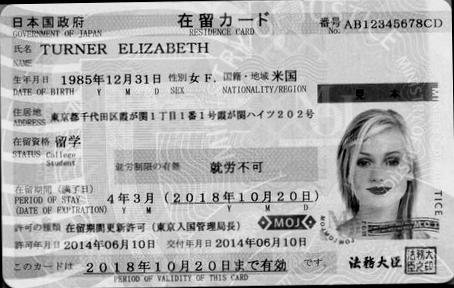 日本国政府 在留カード 番号 AB12345678CD
GOVERNMENT OF JAPAN RESIDENCE CARD No.
氏名 TURNER ELIZABETH
NAME
生年月日 1985年12月31日 性別 女 F. 国籍・地域 米国
DATE OF BIRTH Y M D SEX NATIONALITY/REGION
見本
住居地
ADDRESS 東京都千代田区霞が関1丁目1番1号霞が関ハイツ202号
在留資格 留学
STATUS College
Student
就労制限の有無 就労不可
在留期間(満了日)
PERIOD OF STAY 4年3月(2018年10月20日)
(DATE OF EXPIRATION) Y M Y M D
MOJ
許可の種類 在留期間更新許可(東京入国管理局長)
許可年月日 2014年06月10日 交付年月日 2014年06月10日
このカードは 2018年10月20日まで有効 です。
PERIOD OF VALIDITY OF THIS CARD
法務大臣